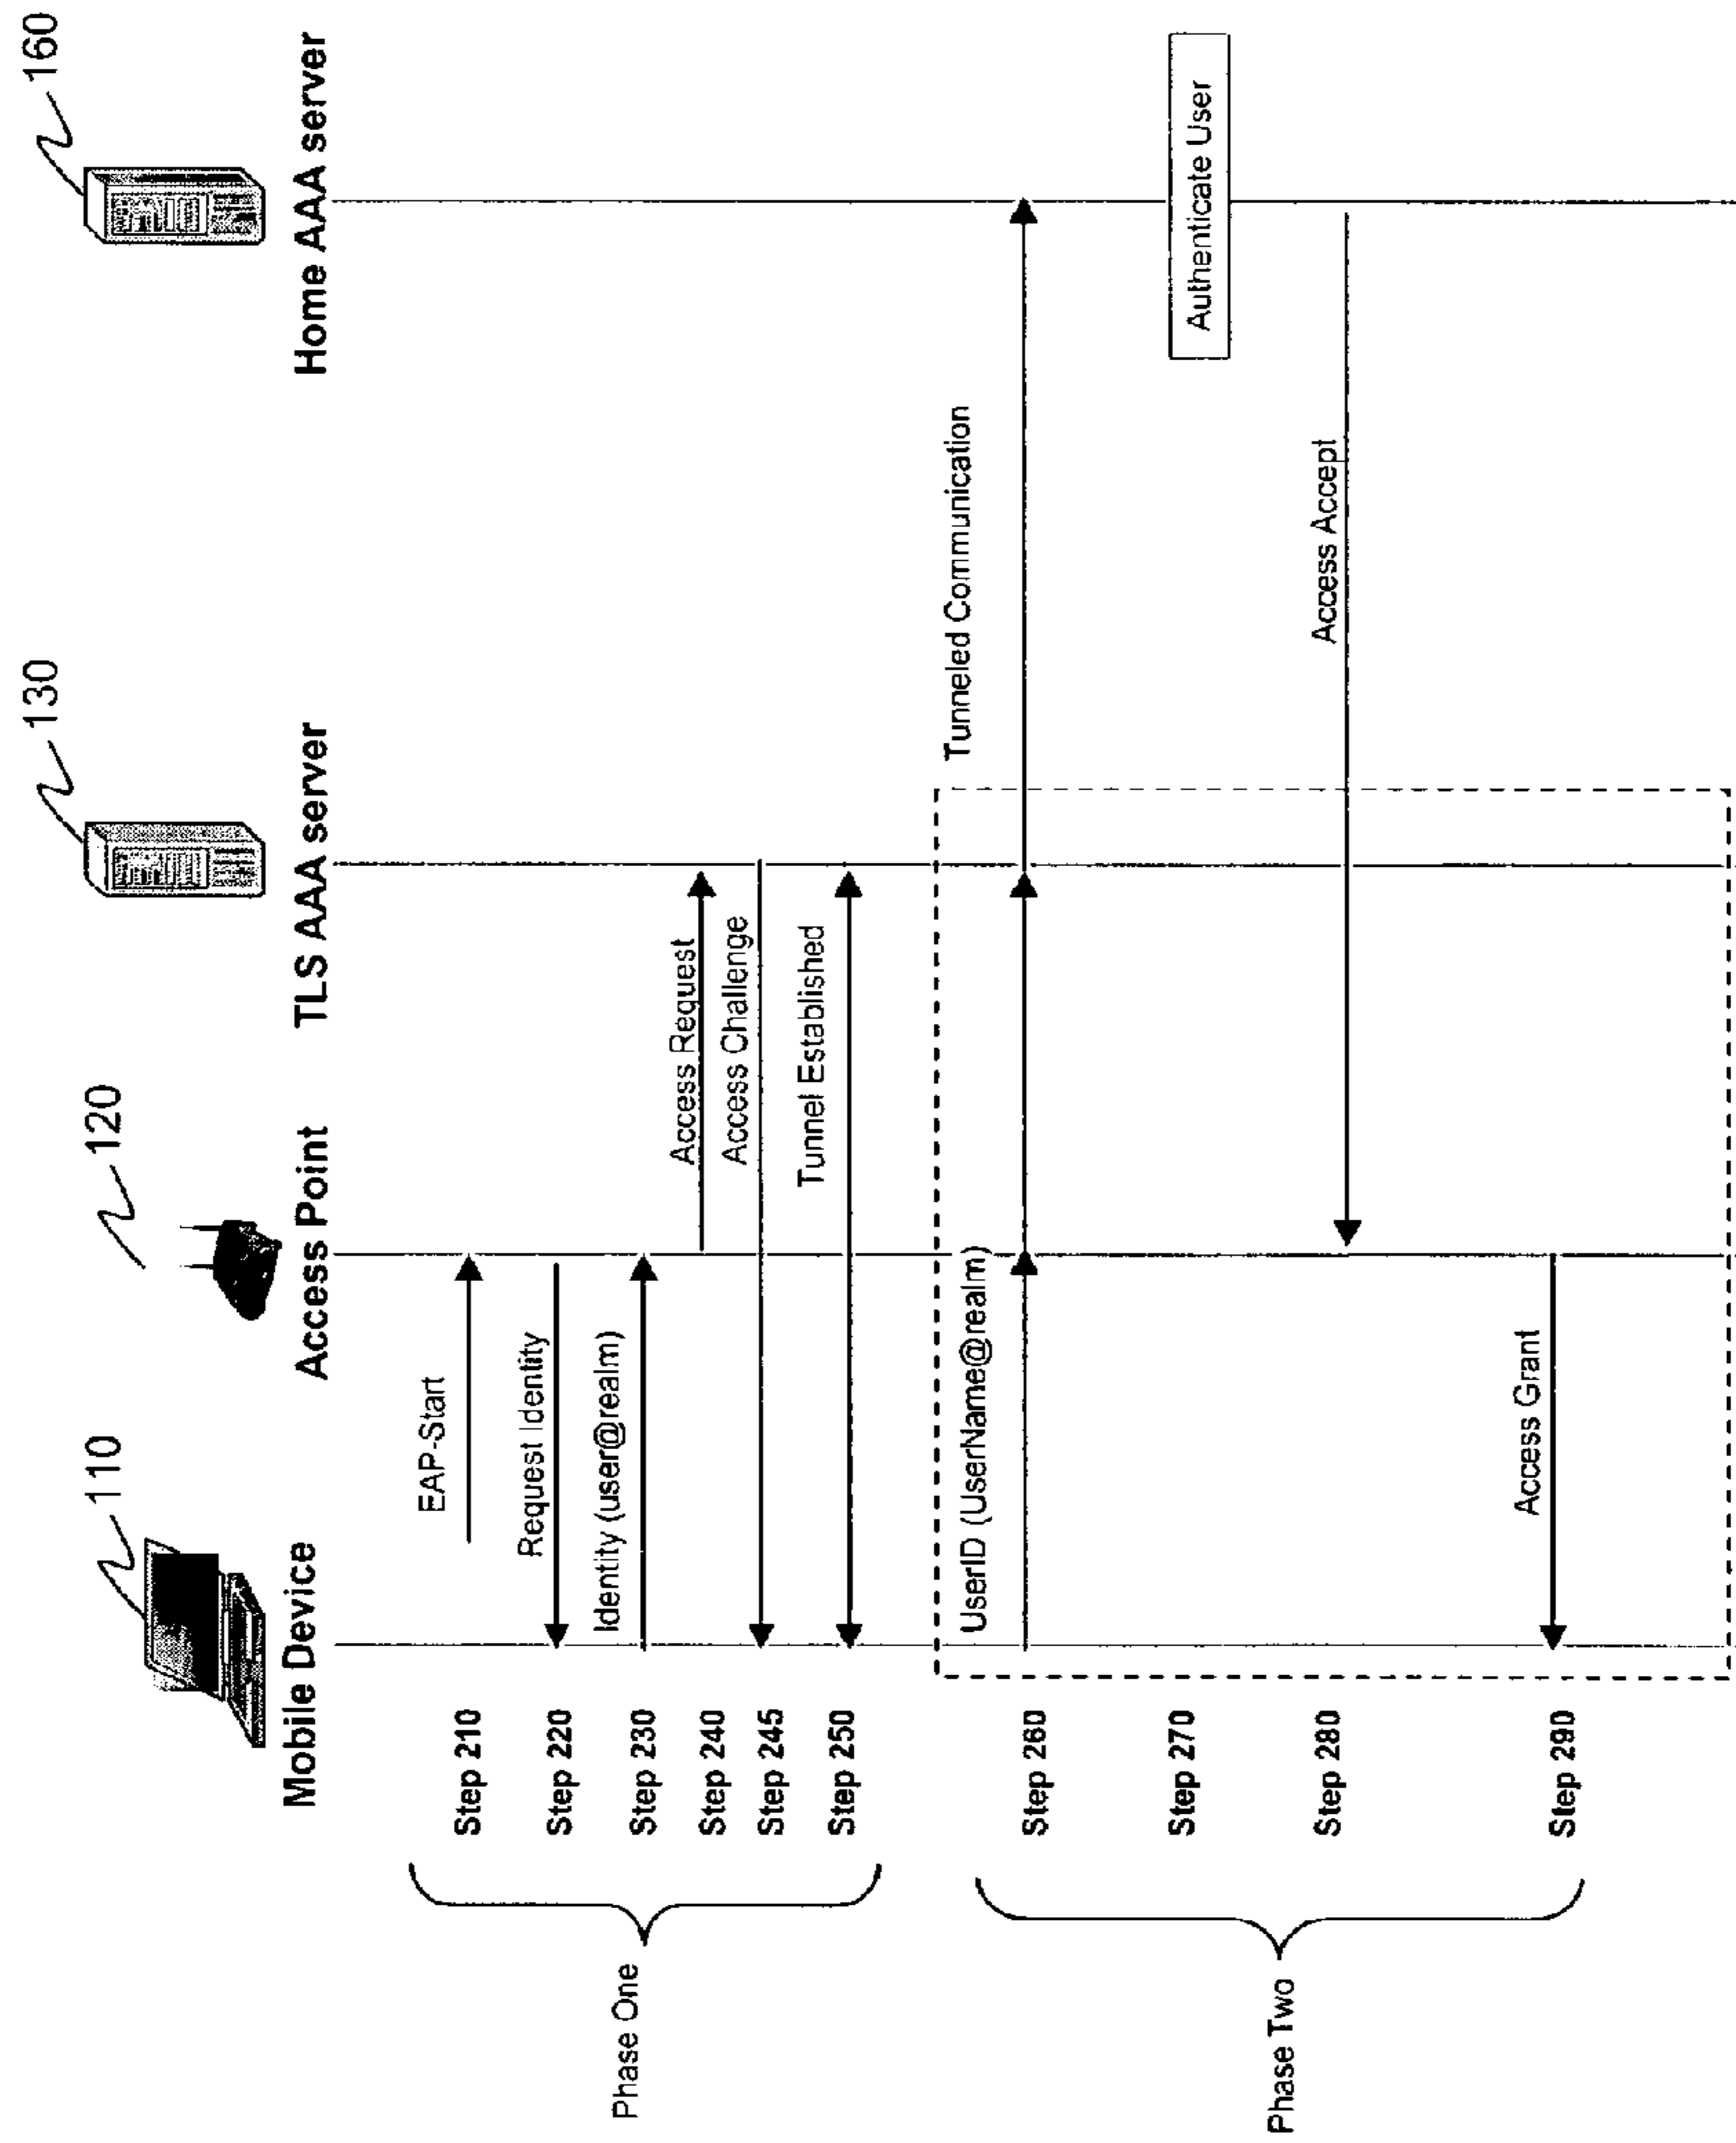 110
120
130
160
Mobile Device
Access Point
TLS AAA server
Home AAA server
Phase One
Step 210
EAP-Start
Step 220
Request Identity
Step 230
Identity (user@realm)
Step 240
Access Request
Step 245
Access Challenge
Step 250
Tunnel Established
Phase Two
Step 260
UserID (UserName@realm)
Tunneled Communication
Step 270
Authenticate User
Step 280
Access Accept
Step 290
Access Grant